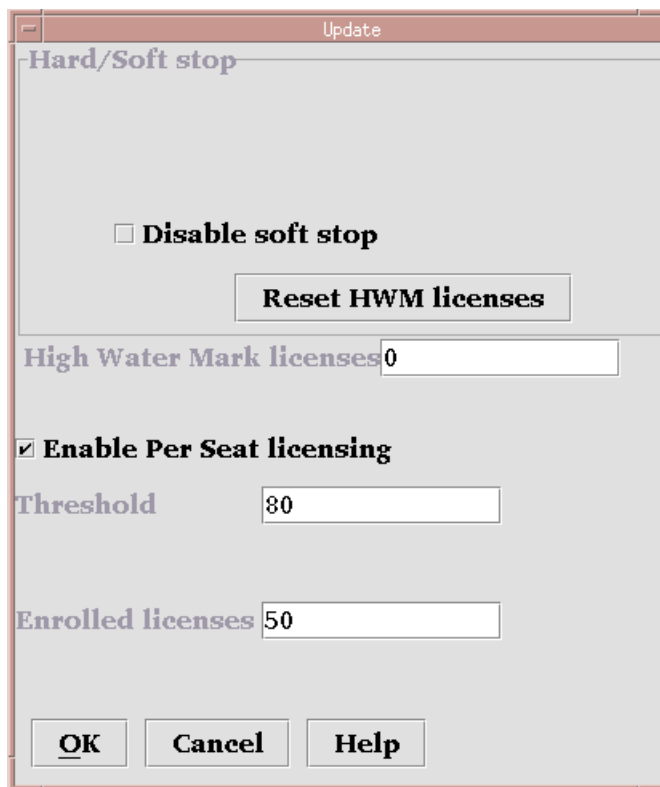 Update
Hard/Soft stop
Disable soft stop
Reset HWM licenses
High Water Mark licenses 0
Enable Per Seat licensing
Threshold 80
Enrolled licenses 50
OK Cancel Help